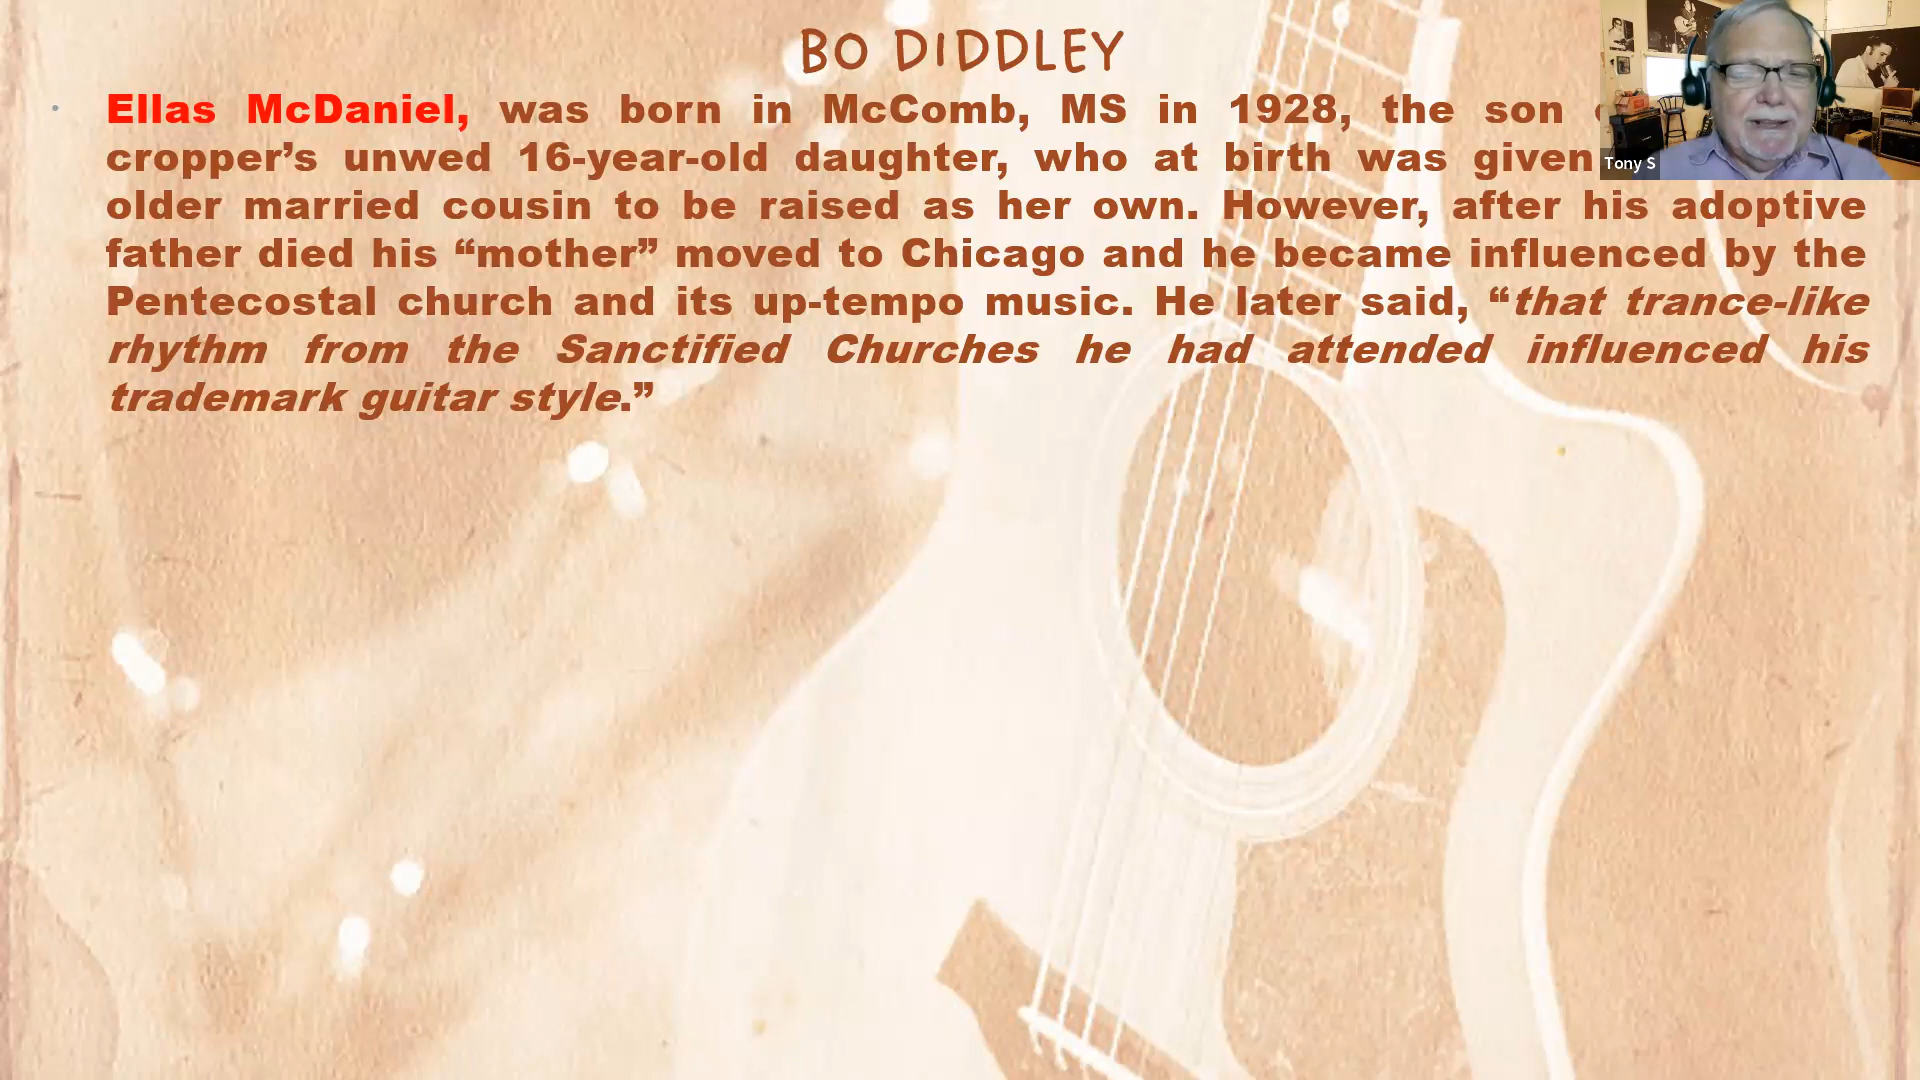 BO DIDDLEY
• Ellas McDaniel, was born in McComb, MS in 1928, the son
cropper’s unwed 16-year-old daughter, who at birth was given
older married cousin to be raised as her own. However, after his adoptive
father died his “mother” moved to Chicago and he became influenced by the
Pentecostal church and its up-tempo music. He later said, “that trance-like
rhythm from the Sanctified Churches he had attended influenced his
trademark guitar style.”
Tony S